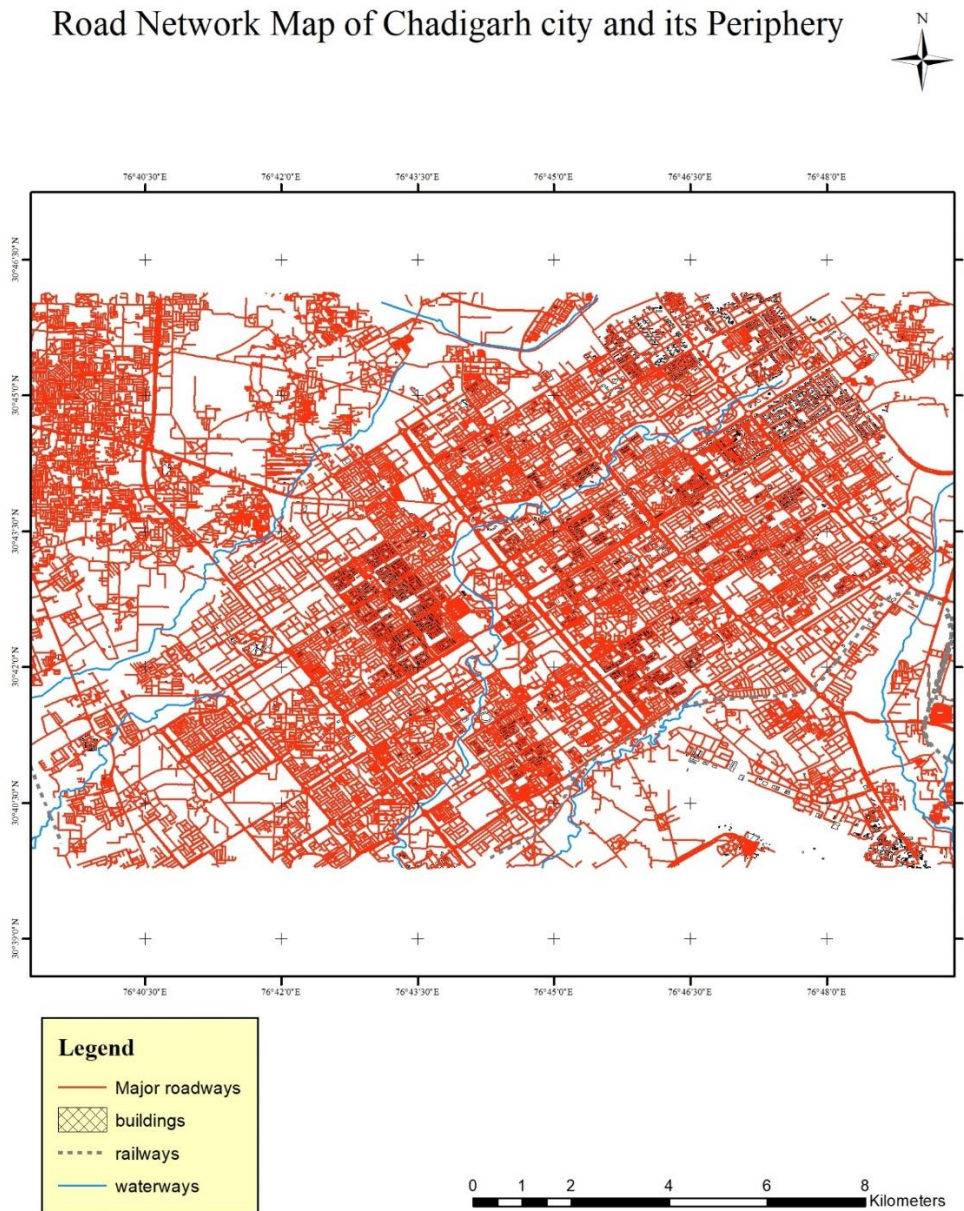 Road Network Map of Chadigarh city and its Periphery
N
76°40'30"E 76°42'0"E 76°43'30"E 76°45'0"E 76°46'30"E 76°48'0"E
30°46'30"N
30°45'0"N
30°43'30"N
30°42'0"N
30°40'30"N
30°39'0"N
76°40'30"E 76°42'0"E 76°43'30"E 76°45'0"E 76°46'30"E 76°48'0"E
Legend
Major roadways
buildings
railways
waterways
0 1 2 4 6 8
Kilometers